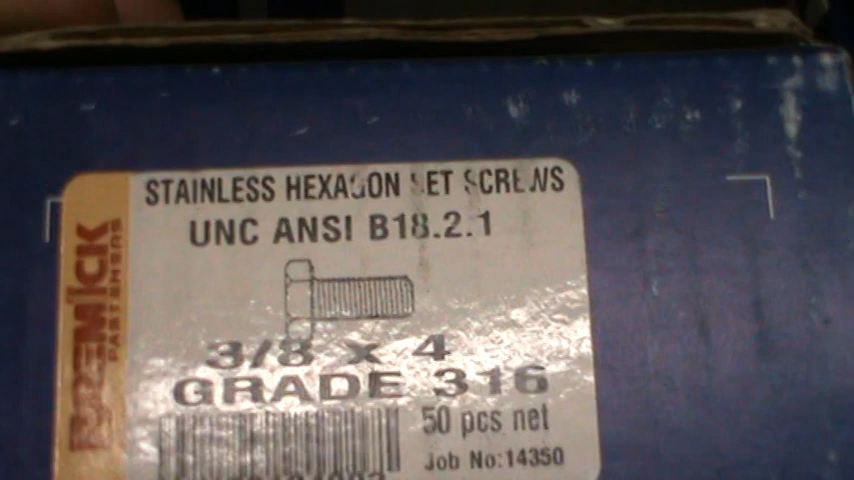 STAINLESS HEXAGON SET SCREWS
UNC ANSI B18.2.1
PREMICK
FASTENERS
3/8 x 4
GRADE 316
50 pcs net
Job No:14350